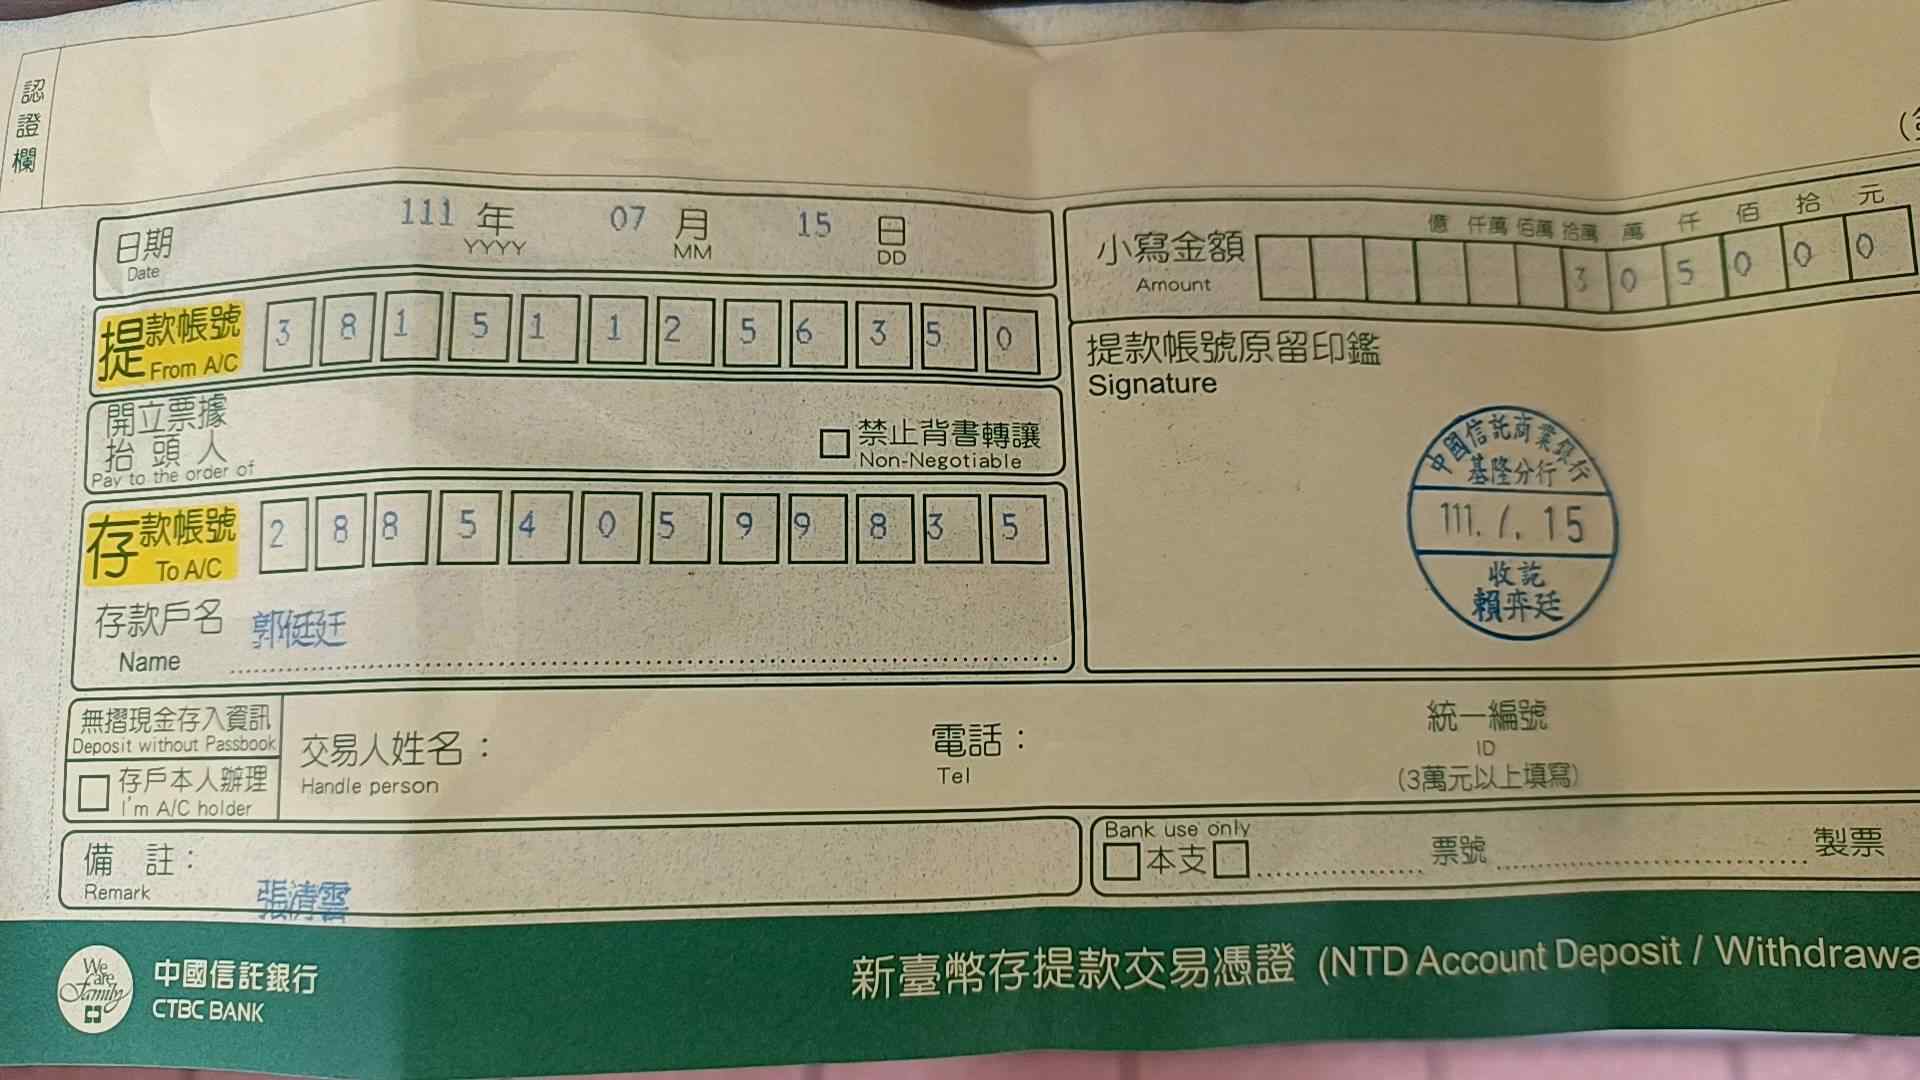 認證欄
日期 111 年 07 月 15 日
Date YYYY MM DD
億 仟萬 佰萬 拾萬 萬 仟 佰 拾 元
小寫金額 3 0 5 0 0 0
Amount
提款帳號 3 8 1 5 1 1 2 5 6 3 5 0
From A/C
提款帳號原留印鑑
Signature
開立票據
抬頭人
Pay to the order of
禁止背書轉讓
Non-Negotiable
中國信託商業銀行
基隆分行
111. 7. 15
收訖
賴弈廷
存款帳號 2 8 8 5 4 0 5 9 9 8 3 5
To A/C
存款戶名 郭侹廷
Name
無摺現金存入資訊
Deposit without Passbook
存戶本人辦理
I'm A/C holder
交易人姓名：
Handle person
電話：
Tel
統一編號
ID
(3萬元以上填寫)
備 註：
Remark
張清雲
Bank use only
本支 票號 製票
We are Family
中國信託銀行
CTBC BANK
新臺幣存提款交易憑證 (NTD Account Deposit / Withdrawa